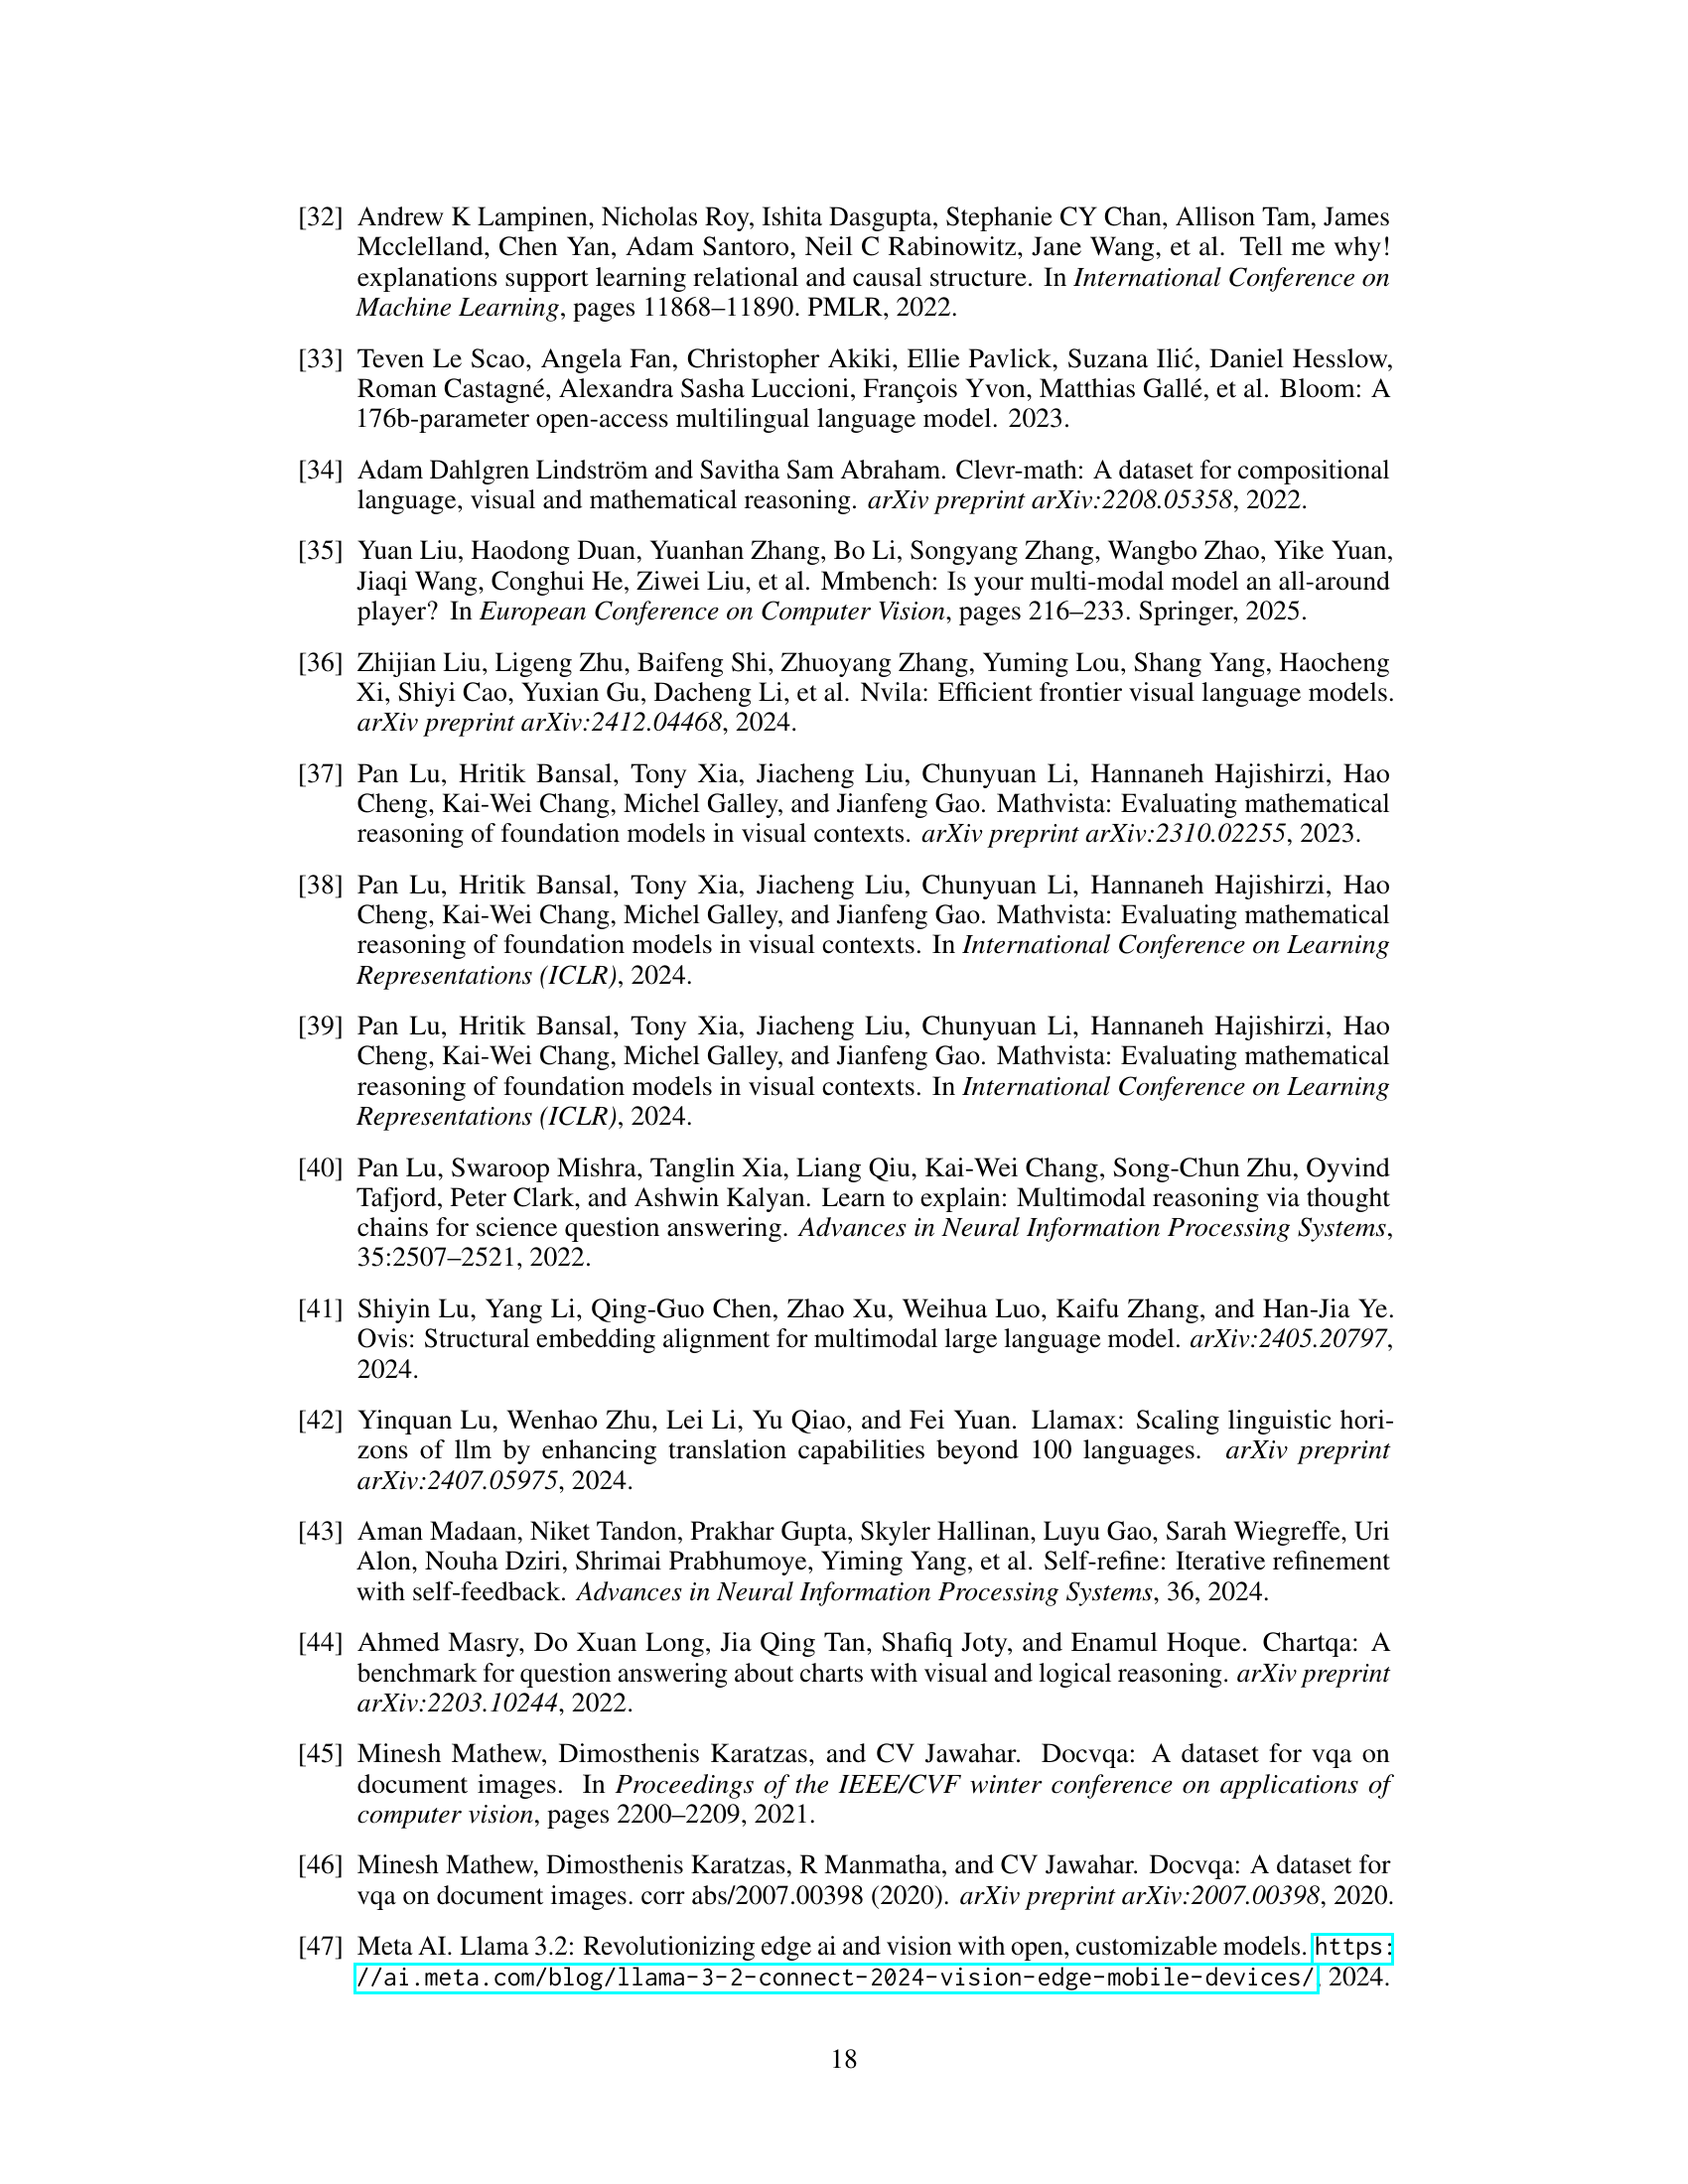 [32] Andrew K Lampinen, Nicholas Roy, Ishita Dasgupta, Stephanie CY Chan, Allison Tam, James
Mcclelland, Chen Yan, Adam Santoro, Neil C Rabinowitz, Jane Wang, et al. Tell me why!
explanations support learning relational and causal structure. In International Conference on
Machine Learning, pages 11868–11890. PMLR, 2022.
[33] Teven Le Scao, Angela Fan, Christopher Akiki, Ellie Pavlick, Suzana Ilić, Daniel Hesslow,
Roman Castagné, Alexandra Sasha Luccioni, François Yvon, Matthias Gallé, et al. Bloom: A
176b-parameter open-access multilingual language model. 2023.
[34] Adam Dahlgren Lindström and Savitha Sam Abraham. Clevr-math: A dataset for compositional
language, visual and mathematical reasoning. arXiv preprint arXiv:2208.05358, 2022.
[35] Yuan Liu, Haodong Duan, Yuanhan Zhang, Bo Li, Songyang Zhang, Wangbo Zhao, Yike Yuan,
Jiaqi Wang, Conghui He, Ziwei Liu, et al. Mmbench: Is your multi-modal model an all-around
player? In European Conference on Computer Vision, pages 216–233. Springer, 2025.
[36] Zhijian Liu, Ligeng Zhu, Baifeng Shi, Zhuoyang Zhang, Yuming Lou, Shang Yang, Haocheng
Xi, Shiyi Cao, Yuxian Gu, Dacheng Li, et al. Nvila: Efficient frontier visual language models.
arXiv preprint arXiv:2412.04468, 2024.
[37] Pan Lu, Hritik Bansal, Tony Xia, Jiacheng Liu, Chunyuan Li, Hannaneh Hajishirzi, Hao
Cheng, Kai-Wei Chang, Michel Galley, and Jianfeng Gao. Mathvista: Evaluating mathematical
reasoning of foundation models in visual contexts. arXiv preprint arXiv:2310.02255, 2023.
[38] Pan Lu, Hritik Bansal, Tony Xia, Jiacheng Liu, Chunyuan Li, Hannaneh Hajishirzi, Hao
Cheng, Kai-Wei Chang, Michel Galley, and Jianfeng Gao. Mathvista: Evaluating mathematical
reasoning of foundation models in visual contexts. In International Conference on Learning
Representations (ICLR), 2024.
[39] Pan Lu, Hritik Bansal, Tony Xia, Jiacheng Liu, Chunyuan Li, Hannaneh Hajishirzi, Hao
Cheng, Kai-Wei Chang, Michel Galley, and Jianfeng Gao. Mathvista: Evaluating mathematical
reasoning of foundation models in visual contexts. In International Conference on Learning
Representations (ICLR), 2024.
[40] Pan Lu, Swaroop Mishra, Tanglin Xia, Liang Qiu, Kai-Wei Chang, Song-Chun Zhu, Oyvind
Tafjord, Peter Clark, and Ashwin Kalyan. Learn to explain: Multimodal reasoning via thought
chains for science question answering. Advances in Neural Information Processing Systems,
35:2507–2521, 2022.
[41] Shiyin Lu, Yang Li, Qing-Guo Chen, Zhao Xu, Weihua Luo, Kaifu Zhang, and Han-Jia Ye.
Ovis: Structural embedding alignment for multimodal large language model. arXiv:2405.20797,
2024.
[42] Yinquan Lu, Wenhao Zhu, Lei Li, Yu Qiao, and Fei Yuan. Llamax: Scaling linguistic hori-
zons of llm by enhancing translation capabilities beyond 100 languages. arXiv preprint
arXiv:2407.05975, 2024.
[43] Aman Madaan, Niket Tandon, Prakhar Gupta, Skyler Hallinan, Luyu Gao, Sarah Wiegreffe, Uri
Alon, Nouha Dziri, Shrimai Prabhumoye, Yiming Yang, et al. Self-refine: Iterative refinement
with self-feedback. Advances in Neural Information Processing Systems, 36, 2024.
[44] Ahmed Masry, Do Xuan Long, Jia Qing Tan, Shafiq Joty, and Enamul Hoque. Chartqa: A
benchmark for question answering about charts with visual and logical reasoning. arXiv preprint
arXiv:2203.10244, 2022.
[45] Minesh Mathew, Dimosthenis Karatzas, and CV Jawahar. Docvqa: A dataset for vqa on
document images. In Proceedings of the IEEE/CVF winter conference on applications of
computer vision, pages 2200–2209, 2021.
[46] Minesh Mathew, Dimosthenis Karatzas, R Manmatha, and CV Jawahar. Docvqa: A dataset for
vqa on document images. corr abs/2007.00398 (2020). arXiv preprint arXiv:2007.00398, 2020.
[47] Meta AI. Llama 3.2: Revolutionizing edge ai and vision with open, customizable models. https:
//ai.meta.com/blog/llama-3-2-connect-2024-vision-edge-mobile-devices/, 2024.
18